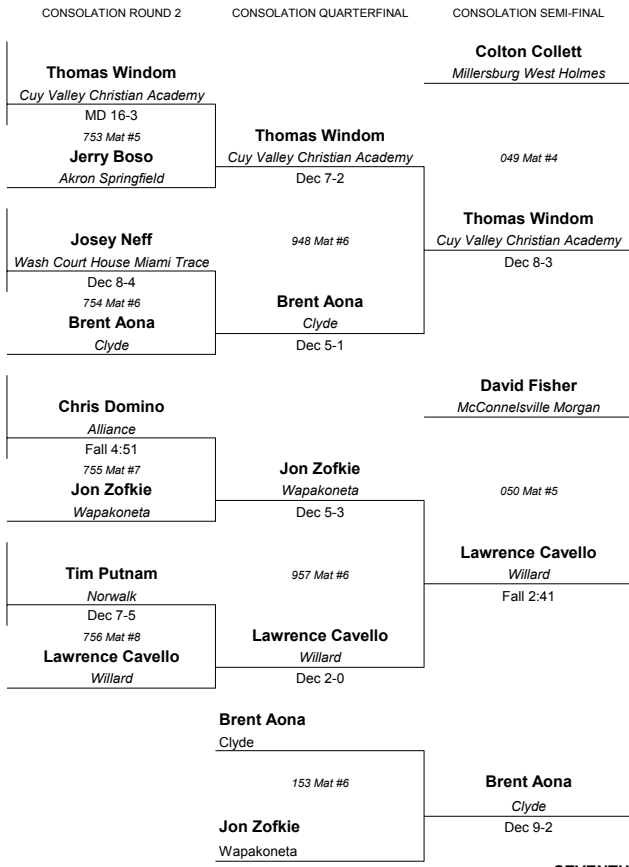 CONSOLATION ROUND 2
CONSOLATION QUARTERFINAL
CONSOLATION SEMI-FINAL
Thomas Windom
Cuy Valley Christian Academy
MD 16-3
753 Mat #5
Jerry Boso
Akron Springfield
Josey Neff
Wash Court House Miami Trace
Dec 8-4
754 Mat #6
Brent Aona
Clyde
Chris Domino
Alliance
Fall 4:51
755 Mat #7
Jon Zofkie
Wapakoneta
Tim Putnam
Norwalk
Dec 7-5
756 Mat #8
Lawrence Cavello
Willard
Thomas Windom
Cuy Valley Christian Academy
Dec 7-2
948 Mat #6
Brent Aona
Clyde
Dec 5-1
Jon Zofkie
Wapakoneta
Dec 5-3
957 Mat #6
Lawrence Cavello
Willard
Dec 2-0
Colton Collett
Millersburg West Holmes
049 Mat #4
Thomas Windom
Cuy Valley Christian Academy
Dec 8-3
David Fisher
McConnelsville Morgan
050 Mat #5
Lawrence Cavello
Willard
Fall 2:41
Brent Aona
Clyde
153 Mat #6
Jon Zofkie
Wapakoneta
Brent Aona
Clyde
Dec 9-2